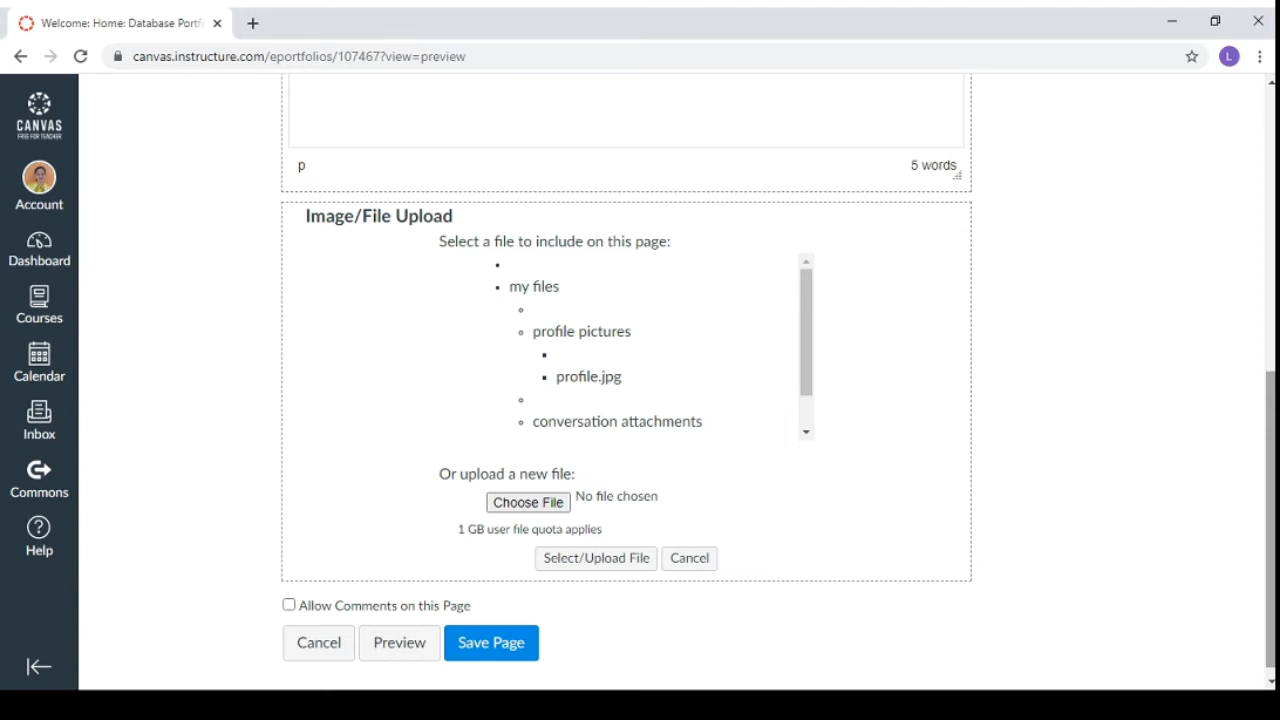 Welcome: Home: Database Portf
canvas.instructure.com/eportfolios/107467?view=preview
L
CANVAS
FREE FOR TEACHER
Account
Dashboard
Courses
Calendar
Inbox
Commons
Help
p
5 words
Image/File Upload
Select a file to include on this page:
my files
profile pictures
profile.jpg
conversation attachments
Or upload a new file:
Choose File No file chosen
1 GB user file quota applies
Select/Upload File Cancel
Allow Comments on this Page
Cancel Preview Save Page